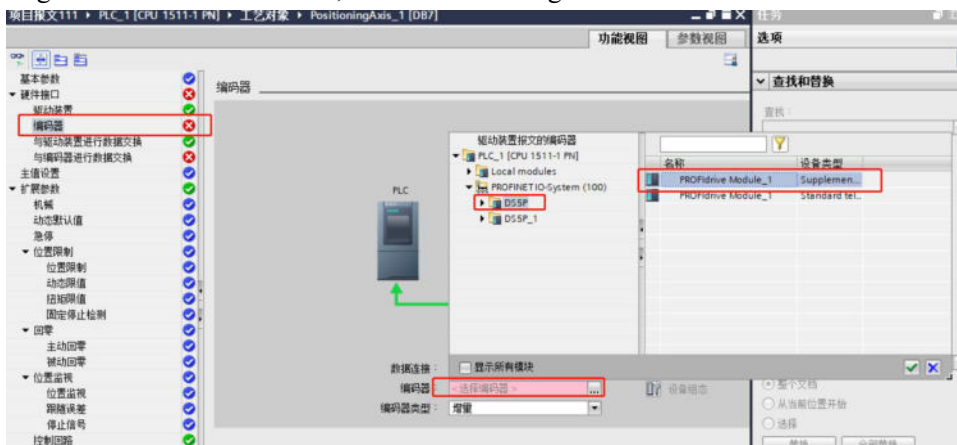 项目报文111 › PLC_1 [CPU 1511-1 PN] › 工艺对象 › PositioningAxis_1 [DB7]
任务
功能视图
参数视图
选项
基本参数
硬件接口
驱动装置
编码器
与驱动装置进行数据交换
与编码器进行数据交换
主值设置
扩展参数
机械
动态默认值
急停
位置限制
位置限制
动态限值
扭矩限值
固定停止检测
回零
主动回零
被动回零
位置监视
位置监视
跟随误差
停止信号
控制回路
编码器
PLC
驱动装置报文的编码器
PLC_1 [CPU 1511-1 PN]
Local modules
PROFINET IO-System (100)
DS5P
DS5P_1
名称
设备类型
PROFIdrive Module_1
Supplemen...
PROFIdrive Module_1
Standard tel...
显示所有模块
数据连接：
编码器：
<选择编码器>
...
设备组态
编码器类型：
增量
查找和替换
查找：
整个文档
从当前位置开始
选择
替换
全部替换